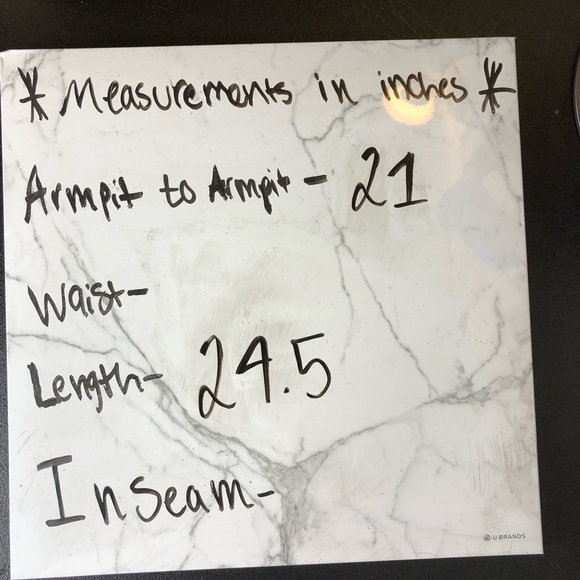 * Measurements in inches *
Armpit to Armpit - 21
Waist-
Length- 24.5
Inseam-
U BRANDS